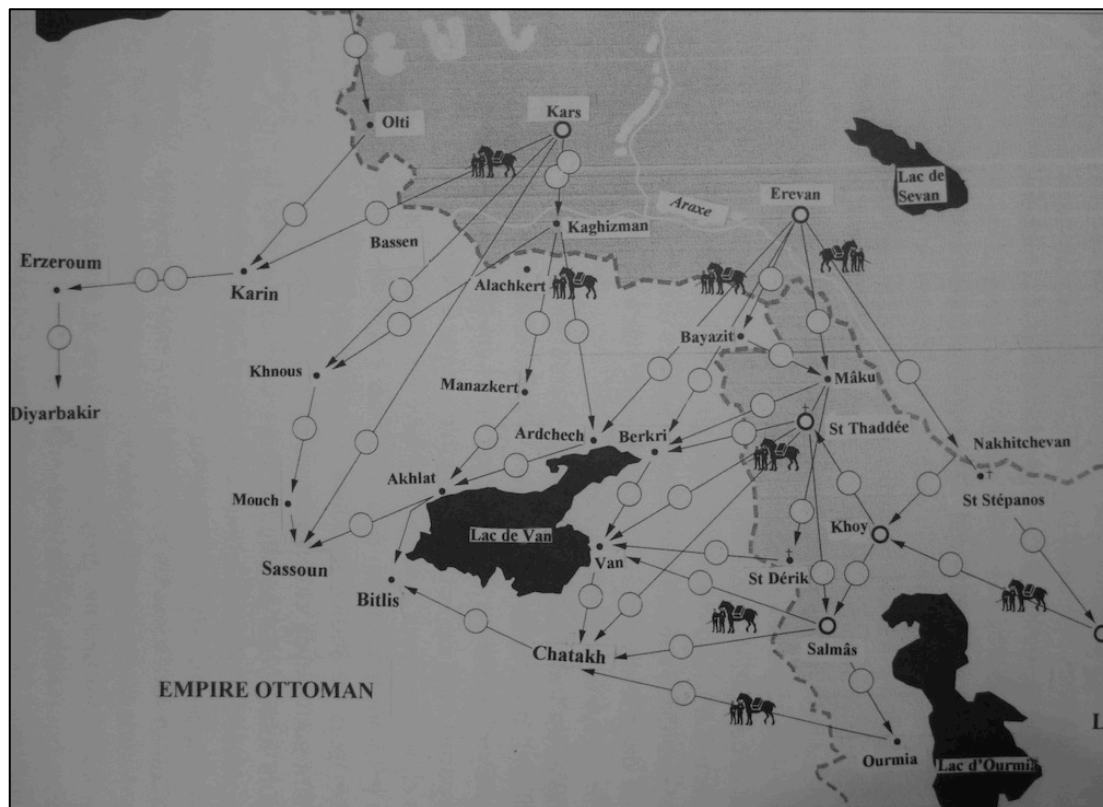 Olti
Kars
Lac de
Sevan
Araxe
Erevan
Kaghizman
Bassen
Erzeroum
Karin
Alachkert
Bayazit
Khnous
Manazkert
Mâku
Diyarbakir
Ardchech
Berkri
St Thaddée
Nakhitchevan
Akhlat
St Stépanos
Mouch
Lac de Van
Khoy
Van
Sassoun
St Dérik
Bitlis
Chatakh
Salmâs
EMPIRE OTTOMAN
Ourmia
Lac d'Ourmia